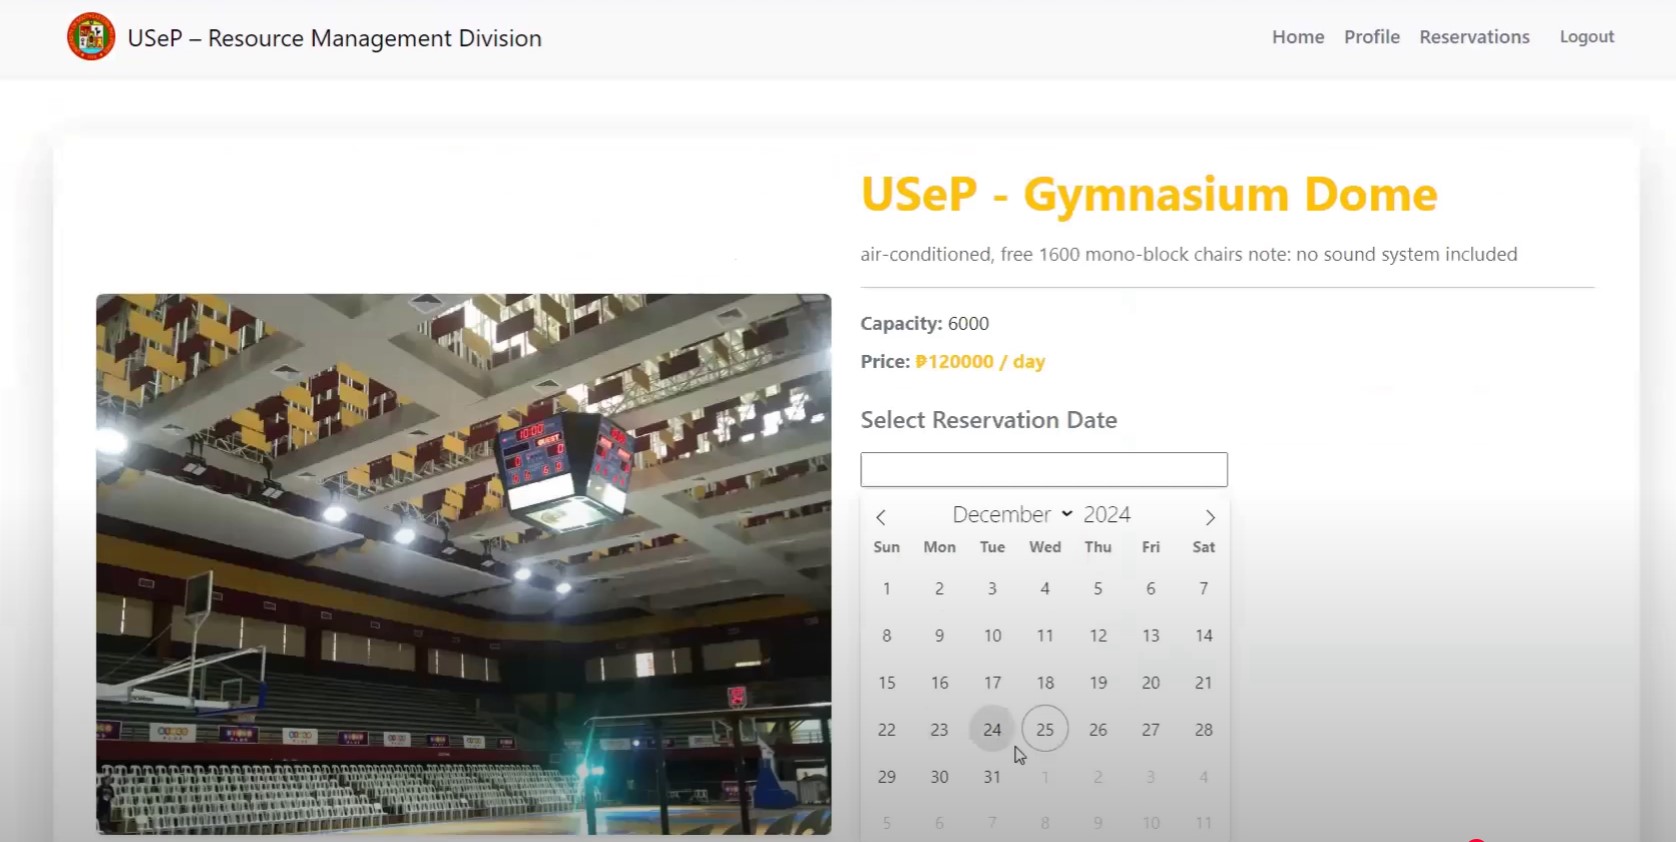 USeP – Resource Management Division
Home Profile Reservations Logout
USeP - Gymnasium Dome
air-conditioned, free 1600 mono-block chairs note: no sound system included
Capacity: 6000
Price: ₱120000 / day
Select Reservation Date
December 2024
Sun Mon Tue Wed Thu Fri Sat
1 2 3 4 5 6 7
8 9 10 11 12 13 14
15 16 17 18 19 20 21
22 23 24 25 26 27 28
29 30 31 1 2 3 4
5 6 7 8 9 10 11
10:00
GUEST